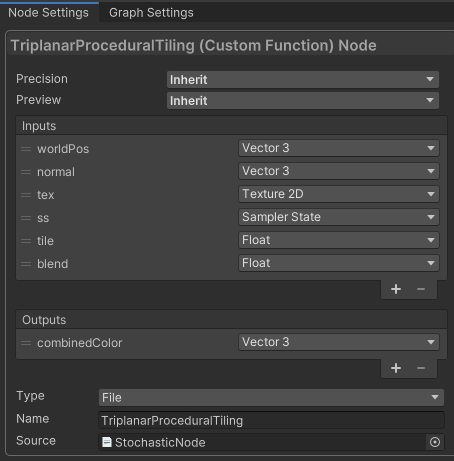 Node Settings Graph Settings
TriplanarProceduralTiling (Custom Function) Node
Precision Inherit
Preview Inherit
Inputs
worldPos Vector 3
normal Vector 3
tex Texture 2D
ss Sampler State
tile Float
blend Float
+ −
Outputs
combinedColor Vector 3
+ −
Type File
Name TriplanarProceduralTiling
Source StochasticNode